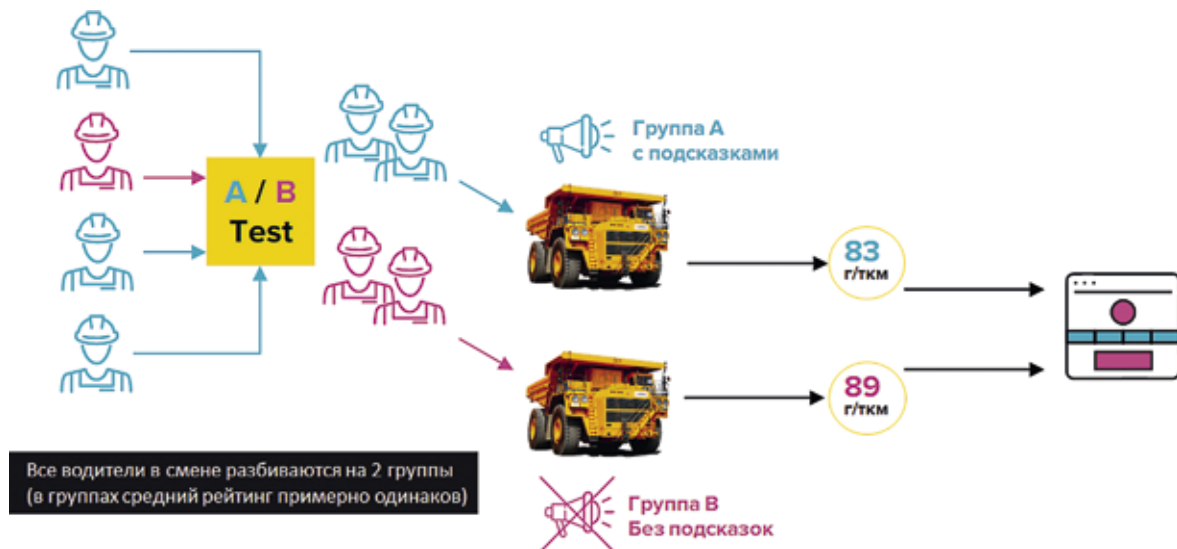 A / B
Test
Группа А
с подсказками
83
г/ткм
89
г/ткм
Все водители в смене разбиваются на 2 группы
(в группах средний рейтинг примерно одинаков)
Группа В
Без подсказок